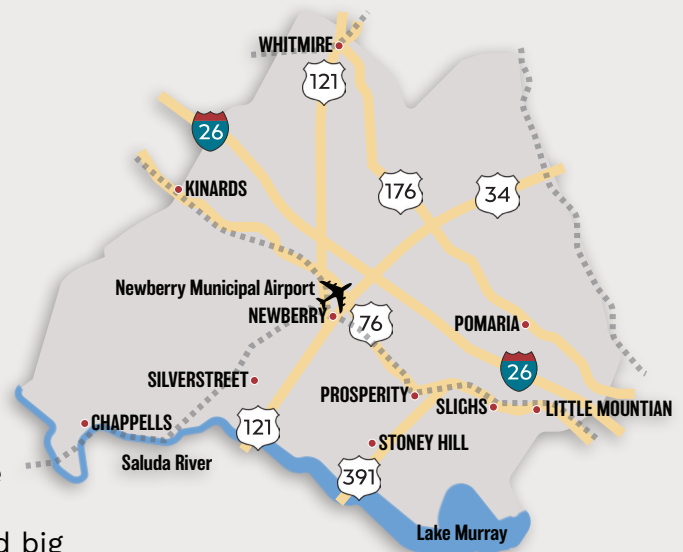 WHITMIRE
121
26
KINARDS
176
34
Newberry Municipal Airport
NEWBERRY
76
POMARIA
SILVERSTREET
26
PROSPERITY
SLIGHS
LITTLE MOUNTIAN
CHAPPELLS
121
STONEY HILL
Saluda River
391
Lake Murray
big